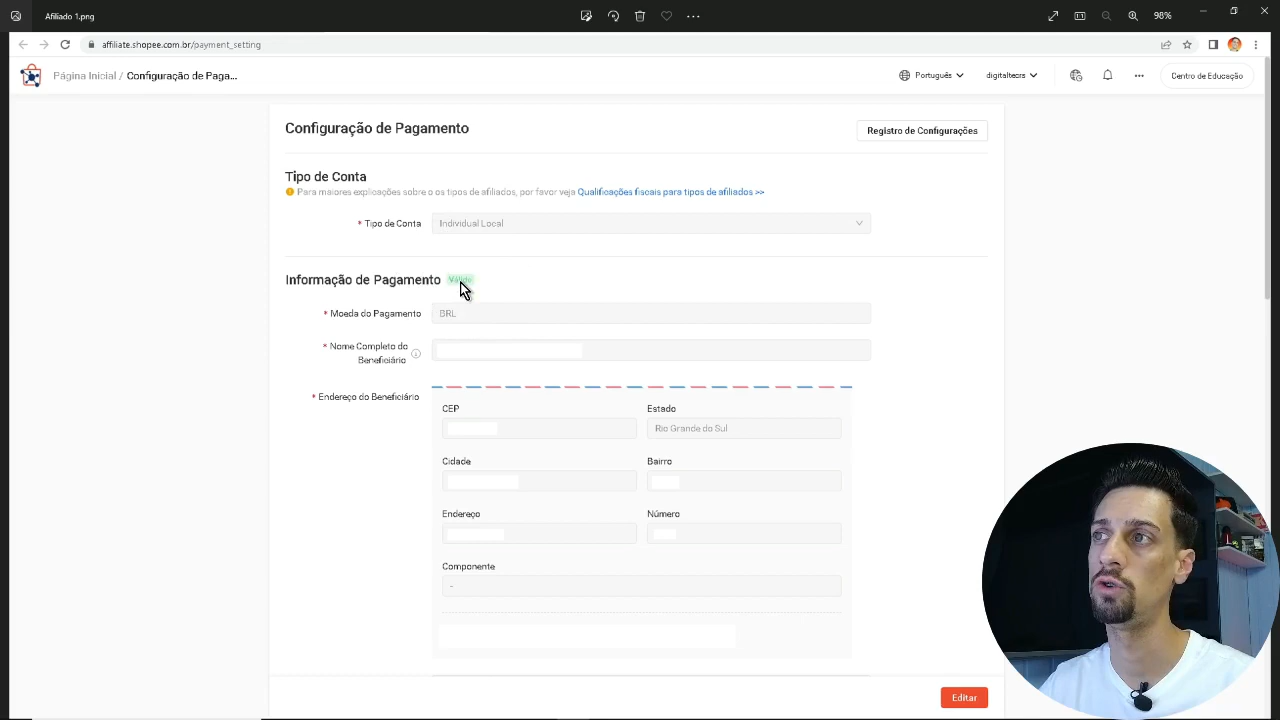 Afiliado 1.png
98%
affiliate.shopee.com.br/payment_setting
Página Inicial / Configuração de Paga...
Português
digitaltecra
Centro de Educação
Configuração de Pagamento
Registro de Configurações
Tipo de Conta
Para maiores explicações sobre o os tipos de afiliados, por favor veja Qualificações fiscais para tipos de afiliados >>
* Tipo de Conta
Individual Local
Informação de Pagamento
* Moeda do Pagamento
BRL
* Nome Completo do
Beneficiário
* Endereço do Beneficiário
CEP
Estado
Rio Grande do Sul
Cidade
Bairro
Endereço
Número
Componente
-
Editar